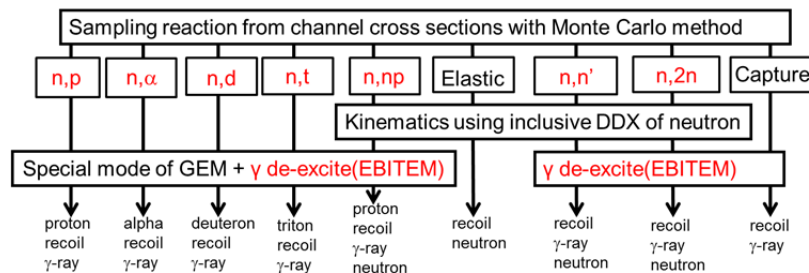 Sampling reaction from channel cross sections with Monte Carlo method
n,p n,α n,d n,t n,np Elastic n,n' n,2n Capture
Kinematics using inclusive DDX of neutron
Special mode of GEM + γ de-excite(EBITEM) γ de-excite(EBITEM)
proton alpha deuteron triton proton recoil recoil recoil recoil
recoil recoil recoil recoil recoil neutron γ-ray γ-ray γ-ray
γ-ray γ-ray γ-ray γ-ray γ-ray neutron neutron
neutron